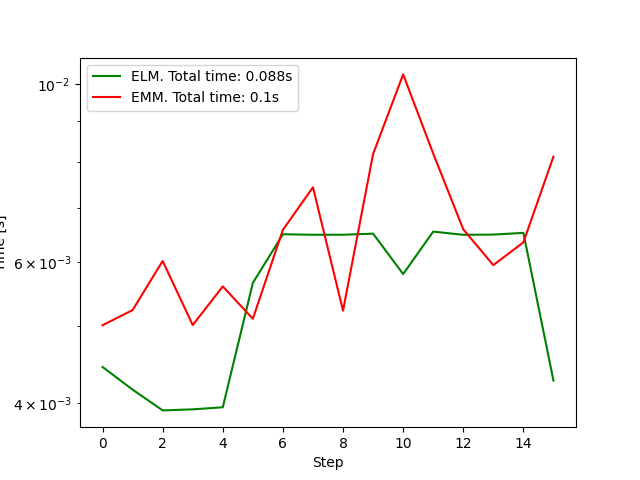 ELM. Total time: 0.088s
EMM. Total time: 0.1s
10⁻²
6 × 10⁻³
4 × 10⁻³
Time [s]
0 2 4 6 8 10 12 14
Step